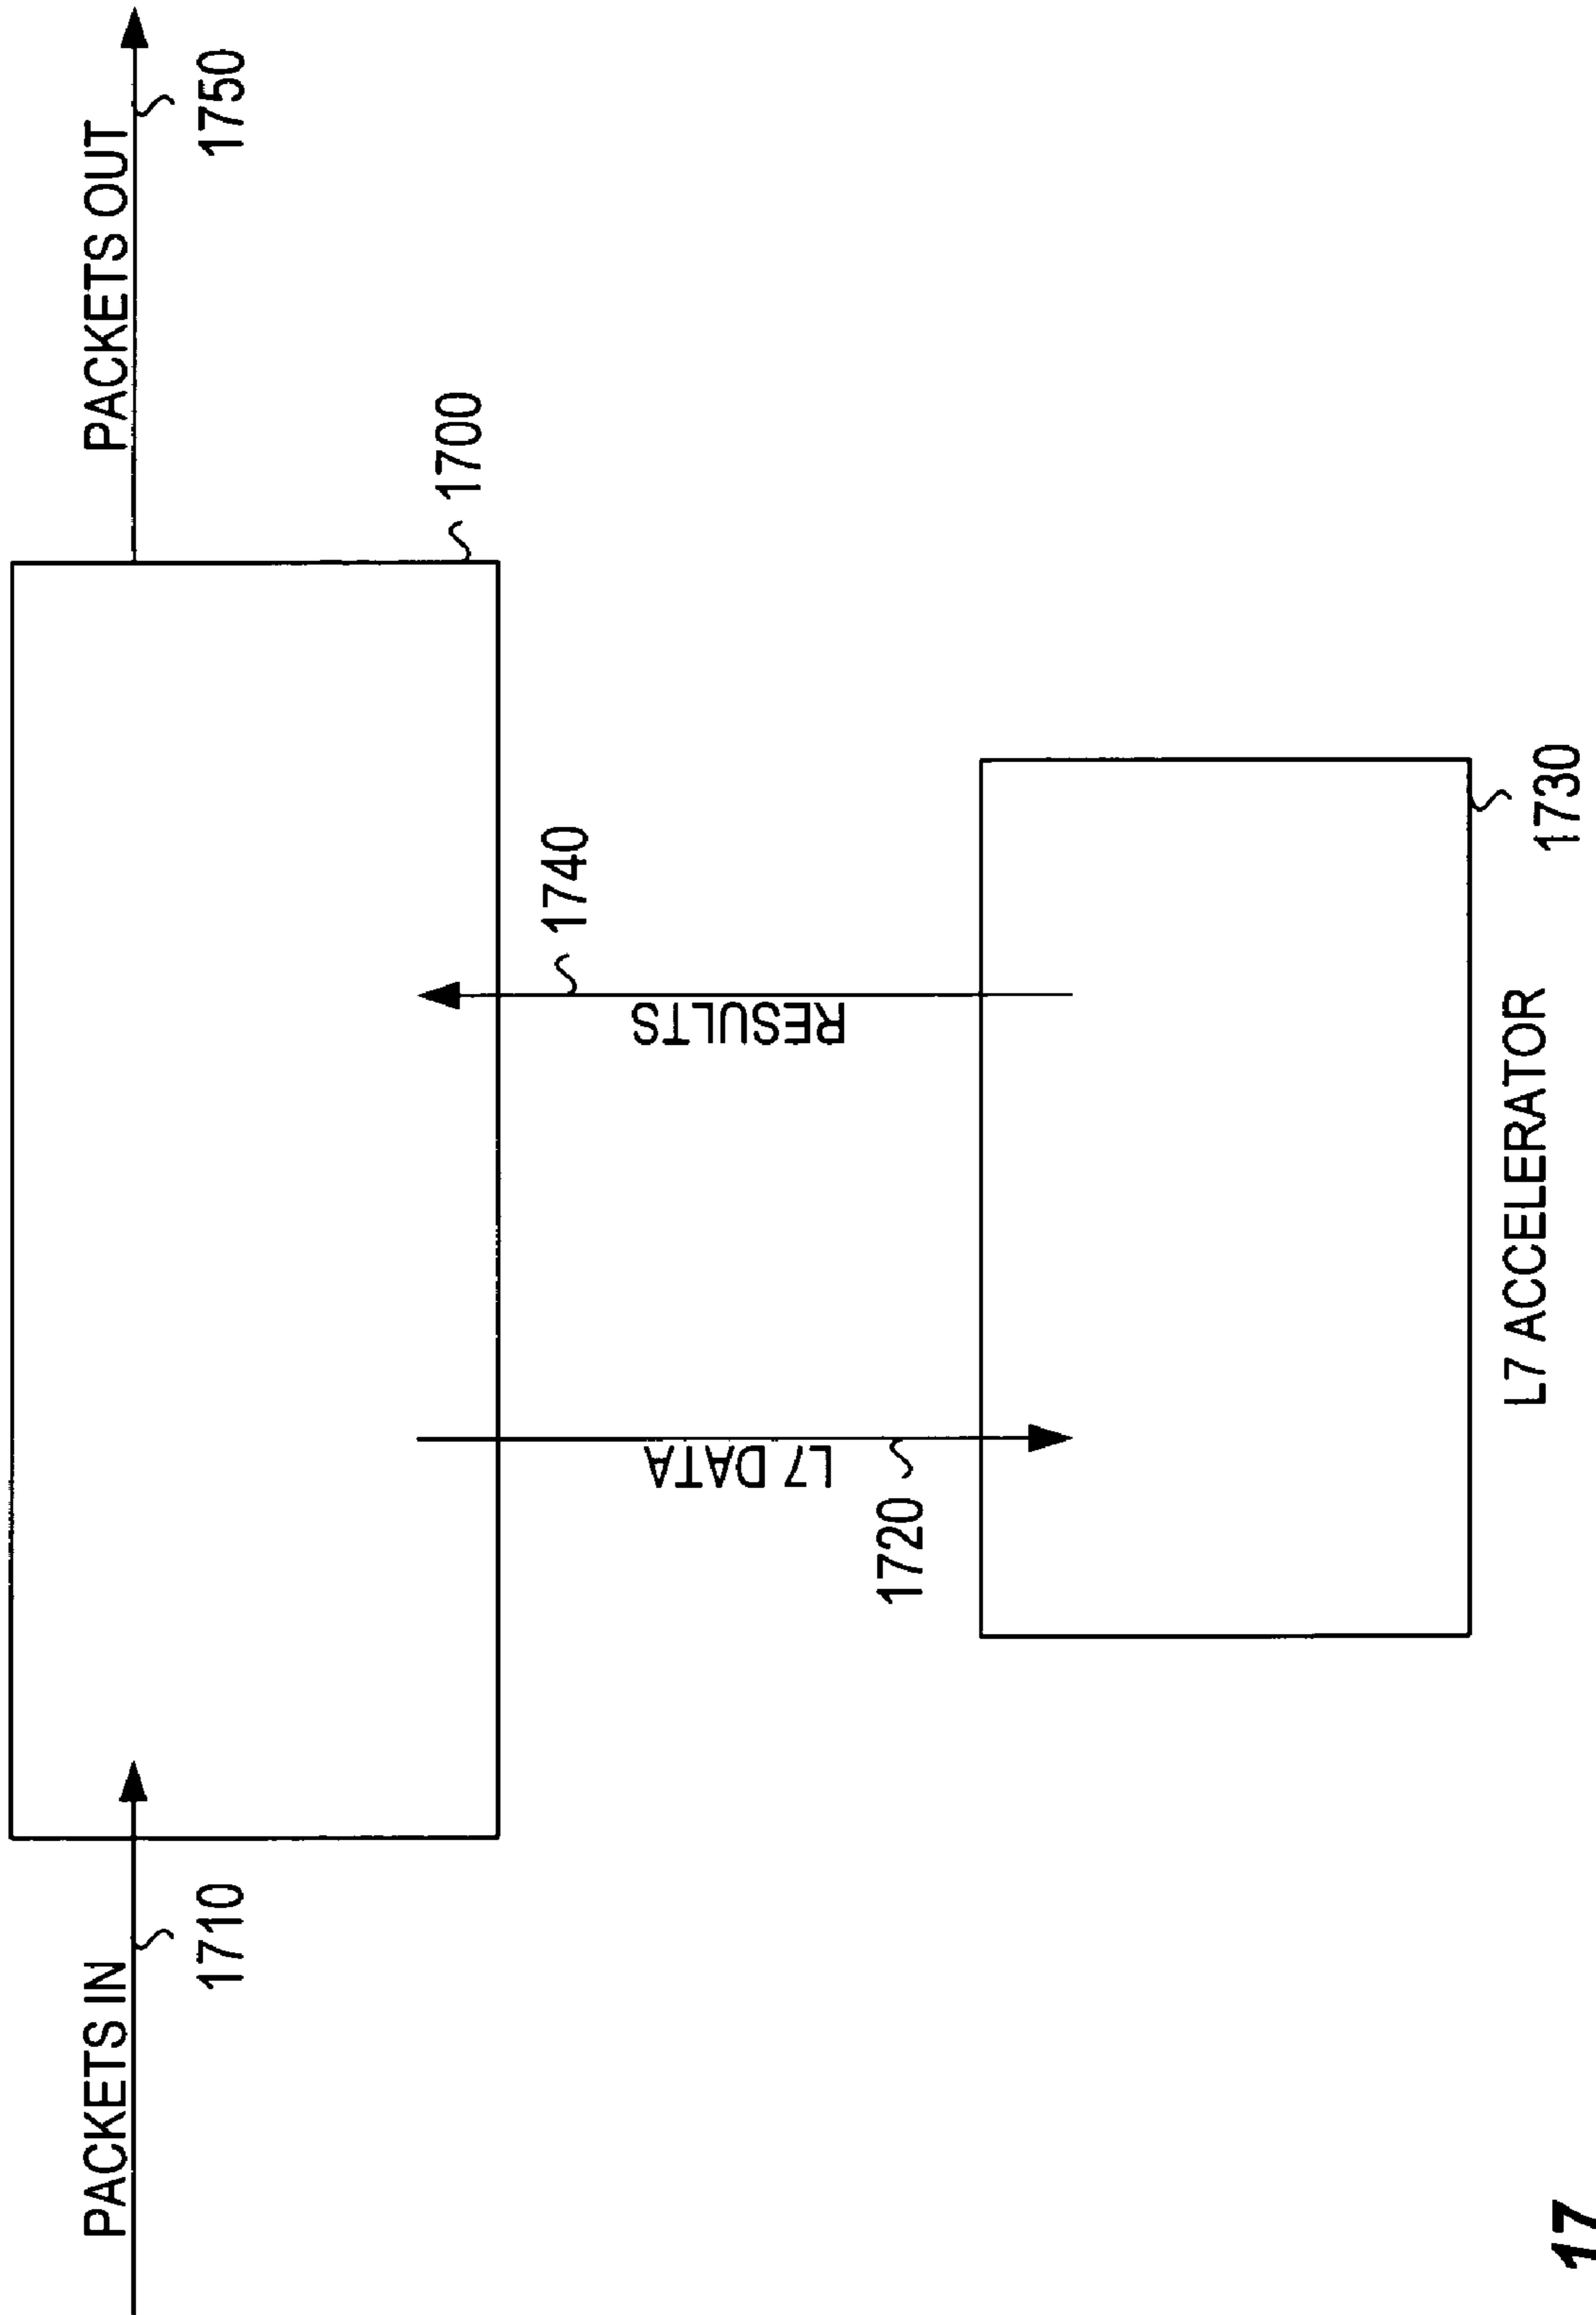 PACKETS IN
1710
PACKETS OUT
1750
1700
L7 DATA
1720
RESULTS
1740
1730
L7 ACCELERATOR
17